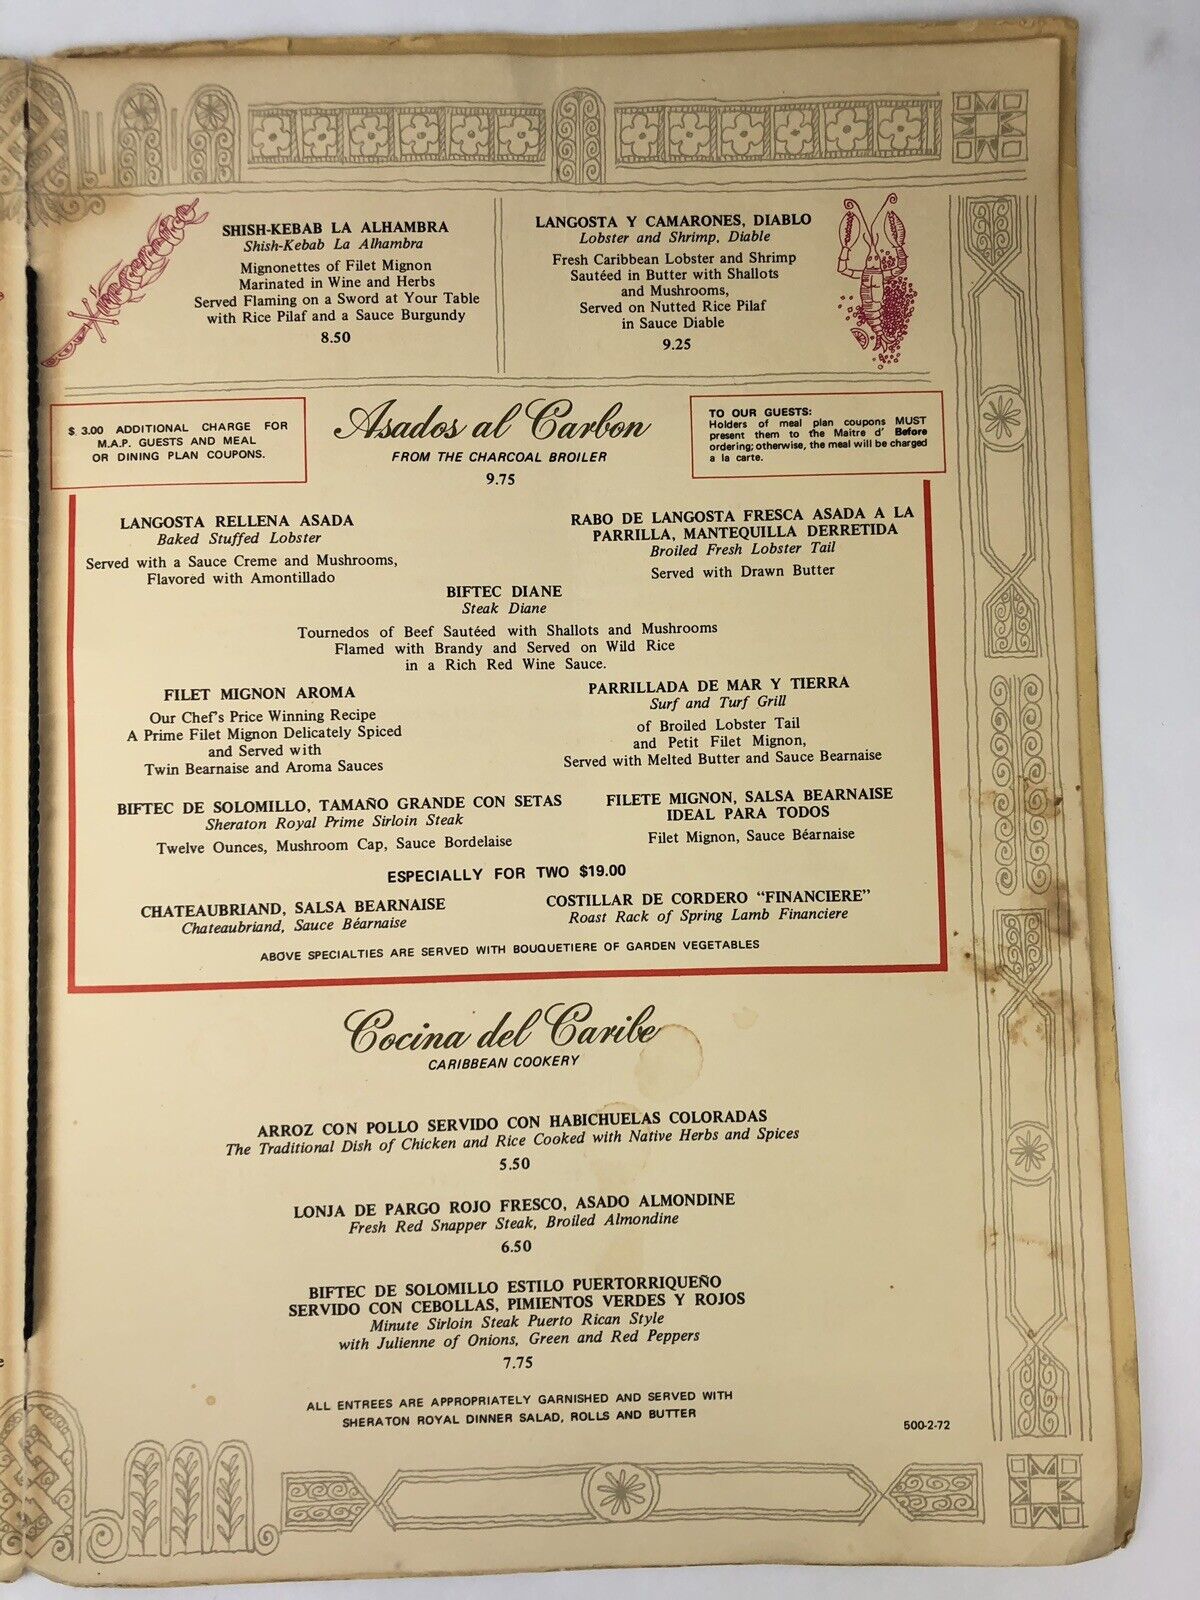 SHISH-KEBAB LA ALHAMBRA
Shish-Kebab La Alhambra
Mignonettes of Filet Mignon
Marinated in Wine and Herbs
Served Flaming on a Sword at Your Table
with Rice Pilaf and a Sauce Burgundy
8.50
LANGOSTA Y CAMARONES, DIABLO
Lobster and Shrimp, Diable
Fresh Caribbean Lobster and Shrimp
Sautéed in Butter with Shallots
and Mushrooms,
Served on Nutted Rice Pilaf
in Sauce Diable
9.25
$ 3.00 ADDITIONAL CHARGE FOR
M.A.P. GUESTS AND MEAL
OR DINING PLAN COUPONS.
Asados al Carbon
FROM THE CHARCOAL BROILER
9.75
TO OUR GUESTS:
Holders of meal plan coupons MUST
present them to the Maitre d' Before
ordering; otherwise, the meal will be charged
a la carte.
LANGOSTA RELLENA ASADA
Baked Stuffed Lobster
Served with a Sauce Creme and Mushrooms,
Flavored with Amontillado
RABO DE LANGOSTA FRESCA ASADA A LA
PARRILLA, MANTEQUILLA DERRETIDA
Broiled Fresh Lobster Tail
Served with Drawn Butter
BIFTEC DIANE
Steak Diane
Tournedos of Beef Sautéed with Shallots and Mushrooms
Flamed with Brandy and Served on Wild Rice
in a Rich Red Wine Sauce.
FILET MIGNON AROMA
Our Chef's Price Winning Recipe
A Prime Filet Mignon Delicately Spiced
and Served with
Twin Bearnaise and Aroma Sauces
PARRILLADA DE MAR Y TIERRA
Surf and Turf Grill
of Broiled Lobster Tail
and Petit Filet Mignon,
Served with Melted Butter and Sauce Bearnaise
BIFTEC DE SOLOMILLO, TAMAÑO GRANDE CON SETAS
Sheraton Royal Prime Sirloin Steak
Twelve Ounces, Mushroom Cap, Sauce Bordelaise
FILETE MIGNON, SALSA BEARNAISE
IDEAL PARA TODOS
Filet Mignon, Sauce Béarnaise
ESPECIALLY FOR TWO $19.00
CHATEAUBRIAND, SALSA BEARNAISE
Chateaubriand, Sauce Béarnaise
COSTILLAR DE CORDERO "FINANCIERE"
Roast Rack of Spring Lamb Financiere
ABOVE SPECIALTIES ARE SERVED WITH BOUQUETIERE OF GARDEN VEGETABLES
Cocina del Caribe
CARIBBEAN COOKERY
ARROZ CON POLLO SERVIDO CON HABICHUELAS COLORADAS
The Traditional Dish of Chicken and Rice Cooked with Native Herbs and Spices
5.50
LONJA DE PARGO ROJO FRESCO, ASADO ALMONDINE
Fresh Red Snapper Steak, Broiled Almondine
6.50
BIFTEC DE SOLOMILLO ESTILO PUERTORRIQUEÑO
SERVIDO CON CEBOLLAS, PIMIENTOS VERDES Y ROJOS
Minute Sirloin Steak Puerto Rican Style
with Julienne of Onions, Green and Red Peppers
7.75
ALL ENTREES ARE APPROPRIATELY GARNISHED AND SERVED WITH
SHERATON ROYAL DINNER SALAD, ROLLS AND BUTTER
500-2-72